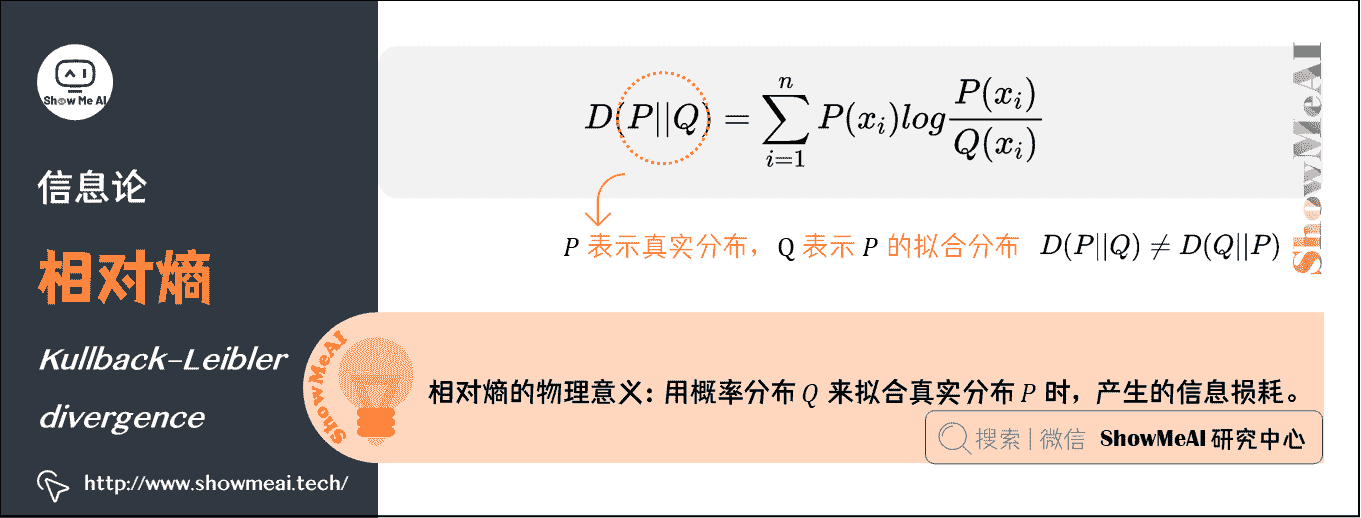 Show Me AI
信息论
相对熵
Kullback-Leibler
divergence
http://www.showmeai.tech/
D(P||Q) = ∑_{i=1}^{n} P(x_i)log \frac{P(x_i)}{Q(x_i)}
P 表示真实分布，Q 表示 P 的拟合分布 D(P||Q) ≠ D(Q||P)
ShowMeAI
ShowMeAI
相对熵的物理意义：用概率分布 Q 来拟合真实分布 P 时，产生的信息损耗。
搜索 | 微信 ShowMeAI 研究中心